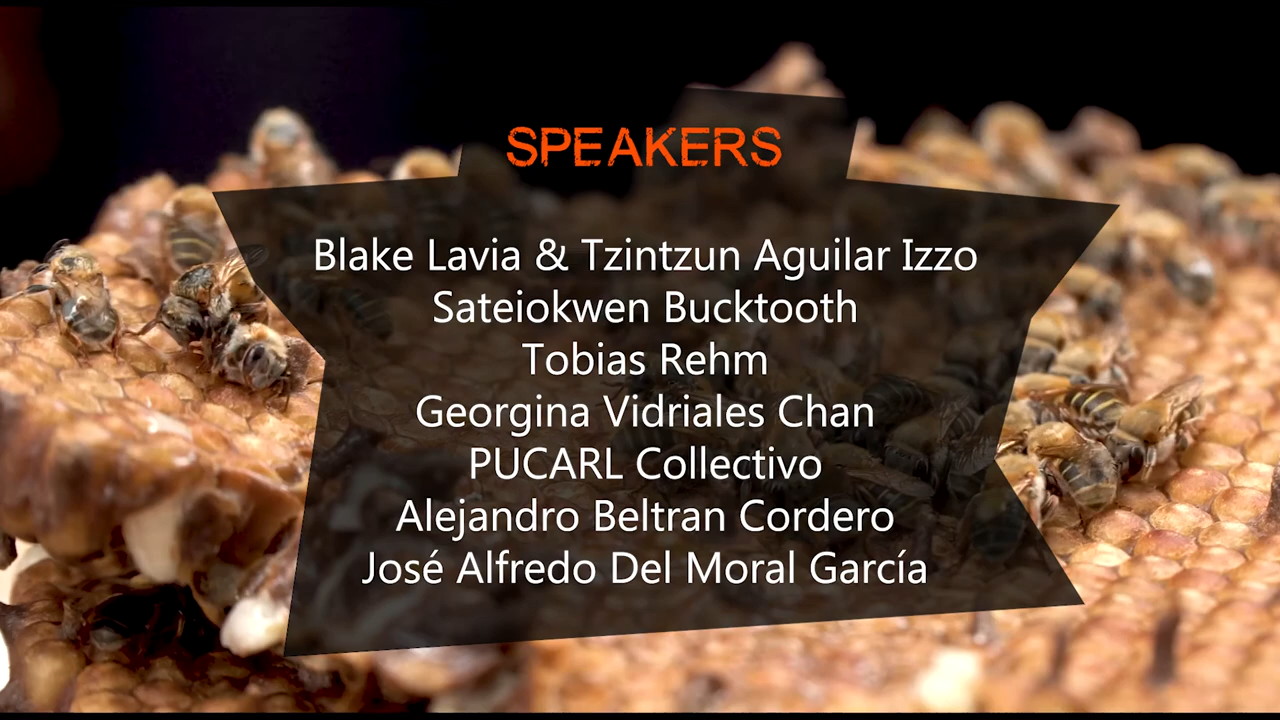 SPEAKERS
Blake Lavia & Tzintzun Aguilar Izzo
Sateiokwen Bucktooth
Tobias Rehm
Georgina Vidriales Chan
PUCARL Collectivo
Alejandro Beltran Cordero
José Alfredo Del Moral García